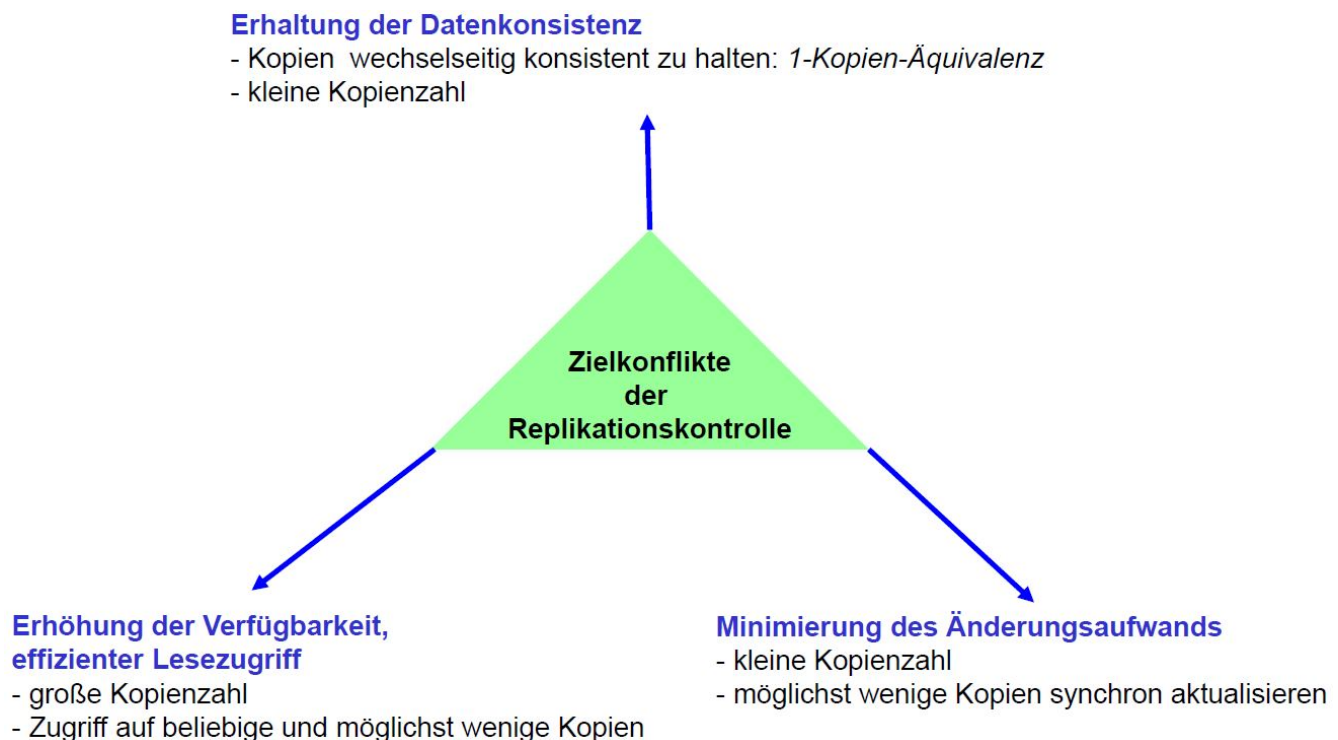 Erhaltung der Datenkonsistenz
- Kopien wechselseitig konsistent zu halten: 1-Kopien-Äquivalenz
- kleine Kopienzahl
Zielkonflikte
der
Replikationskontrolle
Erhöhung der Verfügbarkeit,
effizienter Lesezugriff
- große Kopienzahl
- Zugriff auf beliebige und möglichst wenige Kopien
Minimierung des Änderungsaufwands
- kleine Kopienzahl
- möglichst wenige Kopien synchron aktualisieren